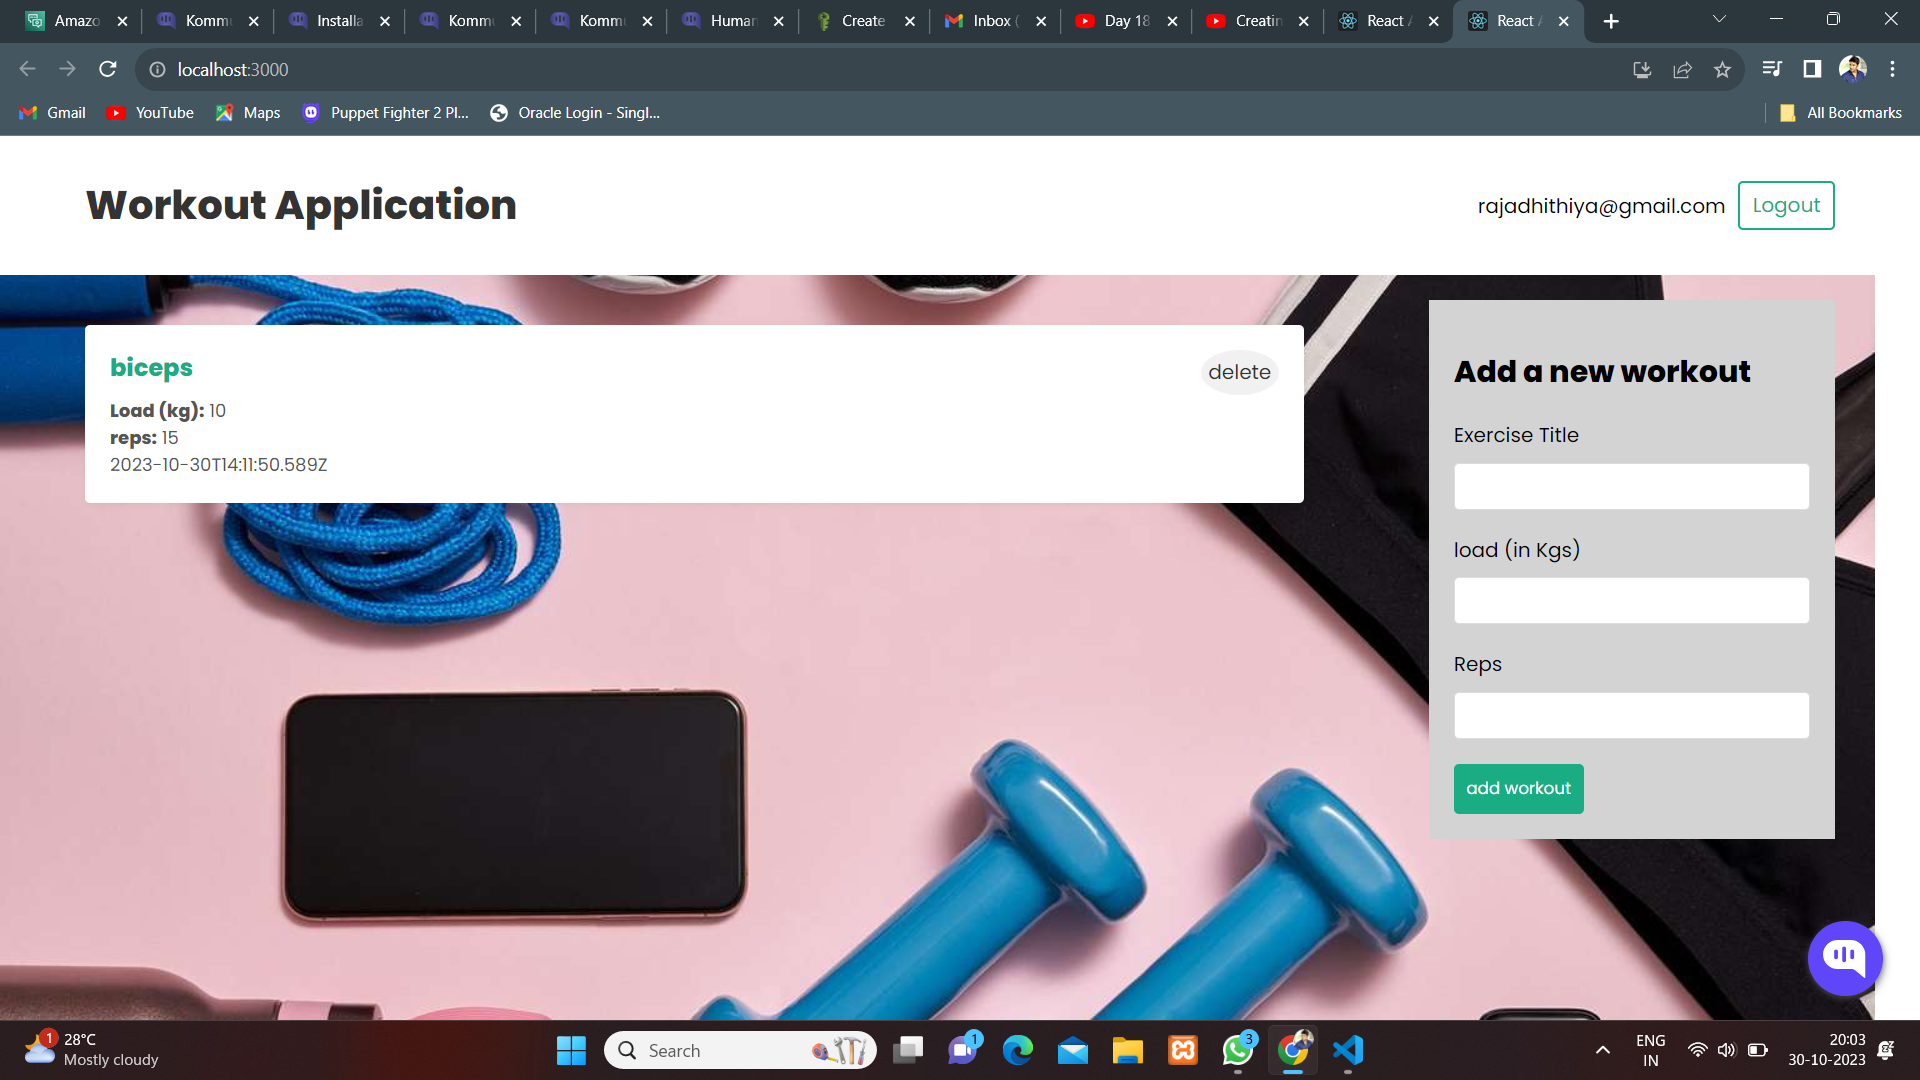 Amazo
Kommu
Installa
Kommu
Kommu
Human
Create
Inbox (
Day 18
Creatin
React A
React A
localhost:3000
Gmail
YouTube
Maps
Puppet Fighter 2 Pl...
Oracle Login - Singl...
All Bookmarks
Workout Application
rajadhithiya@gmail.com
Logout
biceps
delete
Load (kg): 10
reps: 15
2023-10-30T14:11:50.589Z
Add a new workout
Exercise Title
load (in Kgs)
Reps
add workout
1
28°C
Mostly cloudy
Search
1
3
ENG
IN
20:03
30-10-2023